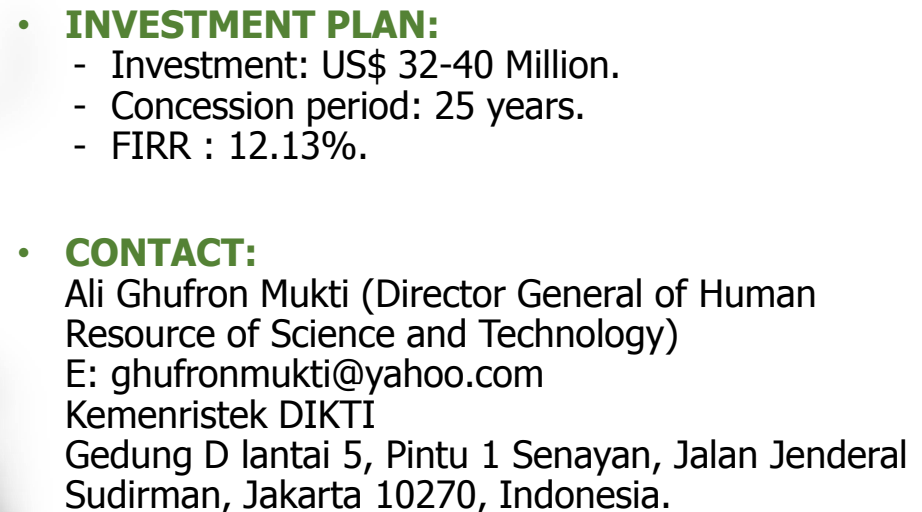 • INVESTMENT PLAN:
- Investment: US$ 32-40 Million.
- Concession period: 25 years.
- FIRR : 12.13%.
• CONTACT:
Ali Ghufron Mukti (Director General of Human
Resource of Science and Technology)
E: ghufronmukti@yahoo.com
Kemenristek DIKTI
Gedung D lantai 5, Pintu 1 Senayan, Jalan Jenderal
Sudirman, Jakarta 10270, Indonesia.